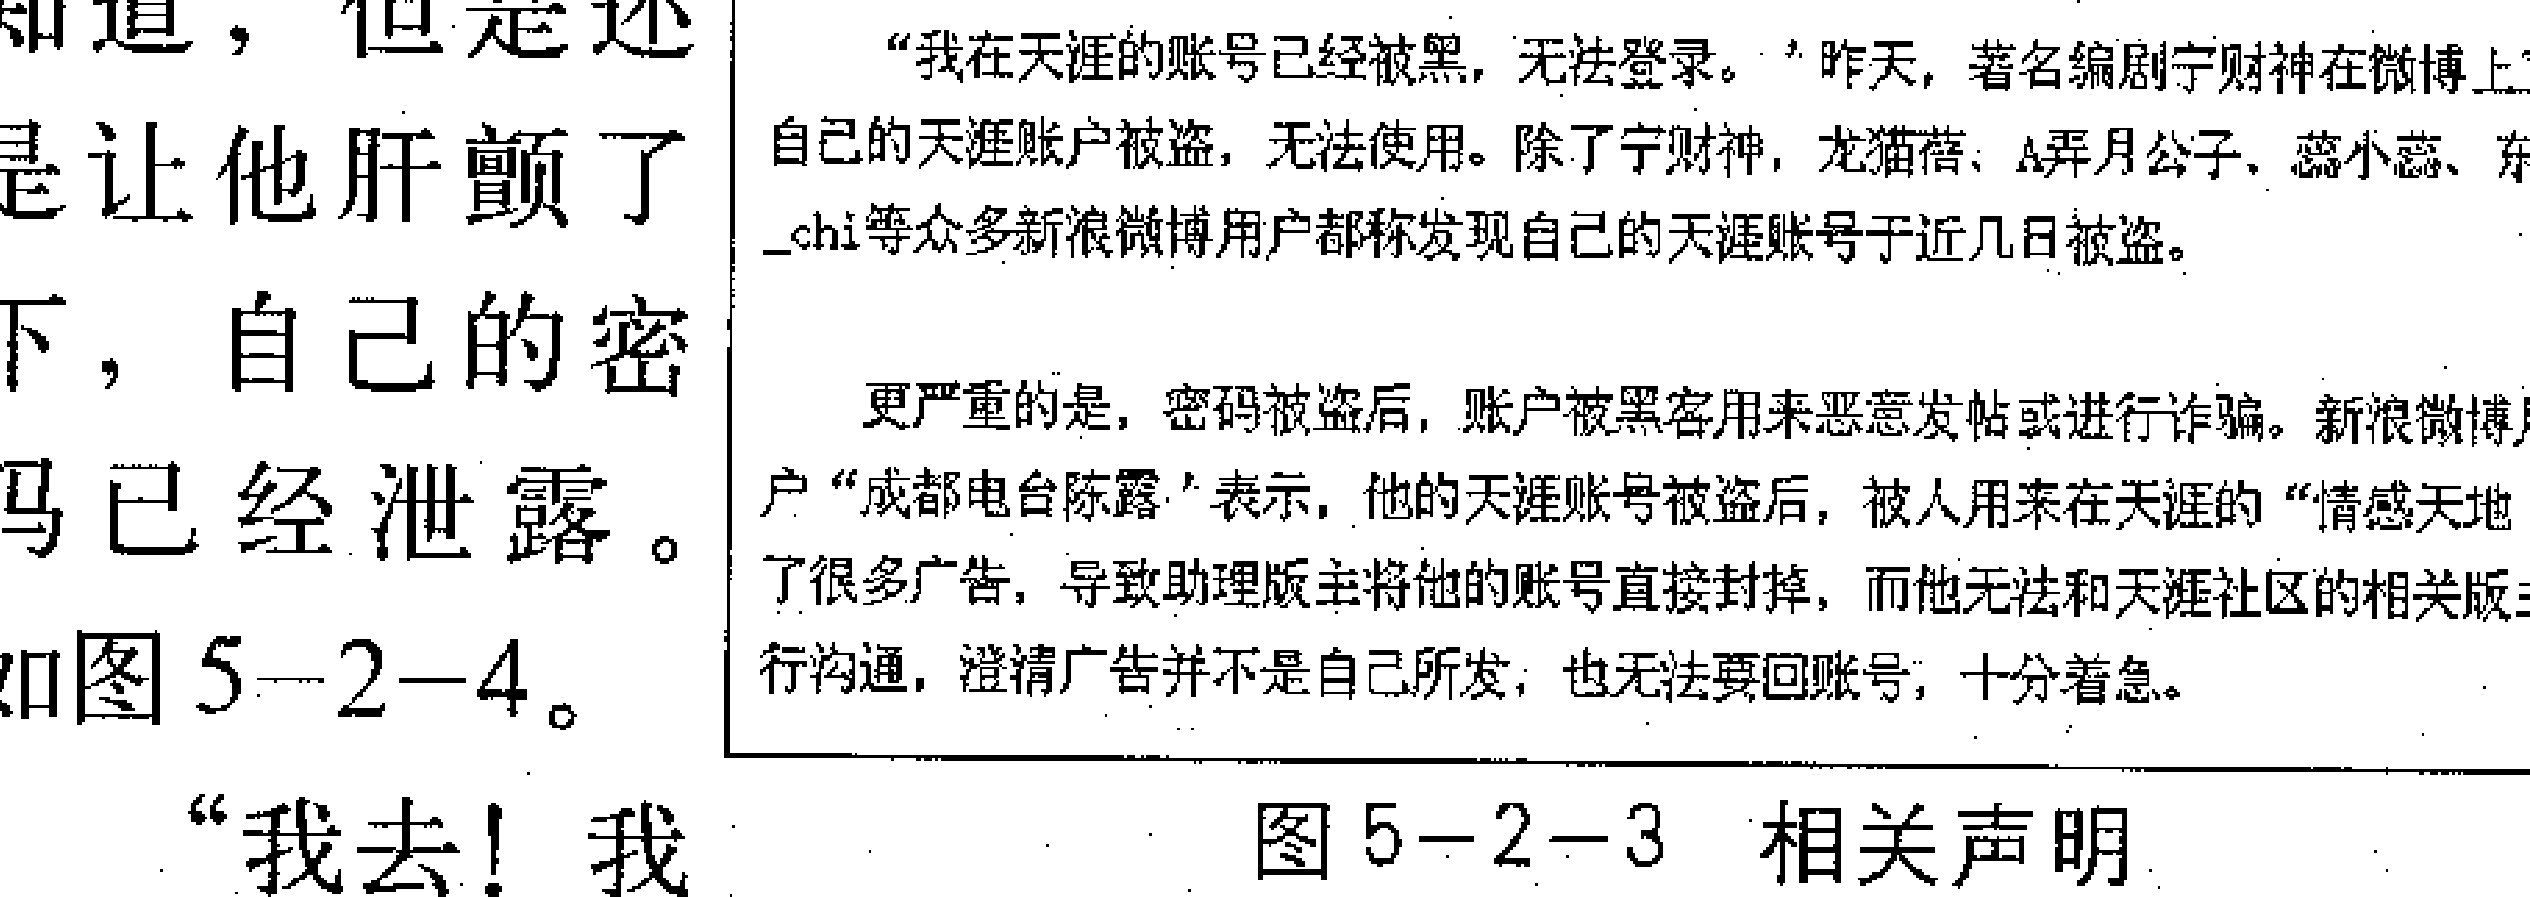 知道，但是还
是让他肝颤了
下，自己的密
码已经泄露。
如图5－2－4。
“我去！我
“我在天涯的账号已经被黑，无法登录。”昨天，著名编剧宁财神在微博上
自己的天涯账户被盗，无法使用。除了宁财神，龙猫蓓、A弄月公子、蕊小蕊、东
_chi等众多新浪微博用户都称发现自己的天涯账号于近几日被盗。
更严重的是，密码被盗后，账户被黑客用来恶意发帖或进行诈骗。新浪微博用
户“成都电台陈露”表示，他的天涯账号被盗后，被人用来在天涯的“情感天地
了很多广告，导致助理版主将他的账号直接封掉，而他无法和天涯社区的相关版主
行沟通，澄清广告并不是自己所发，也无法要回账号，十分着急。
图5－2－3 相关声明